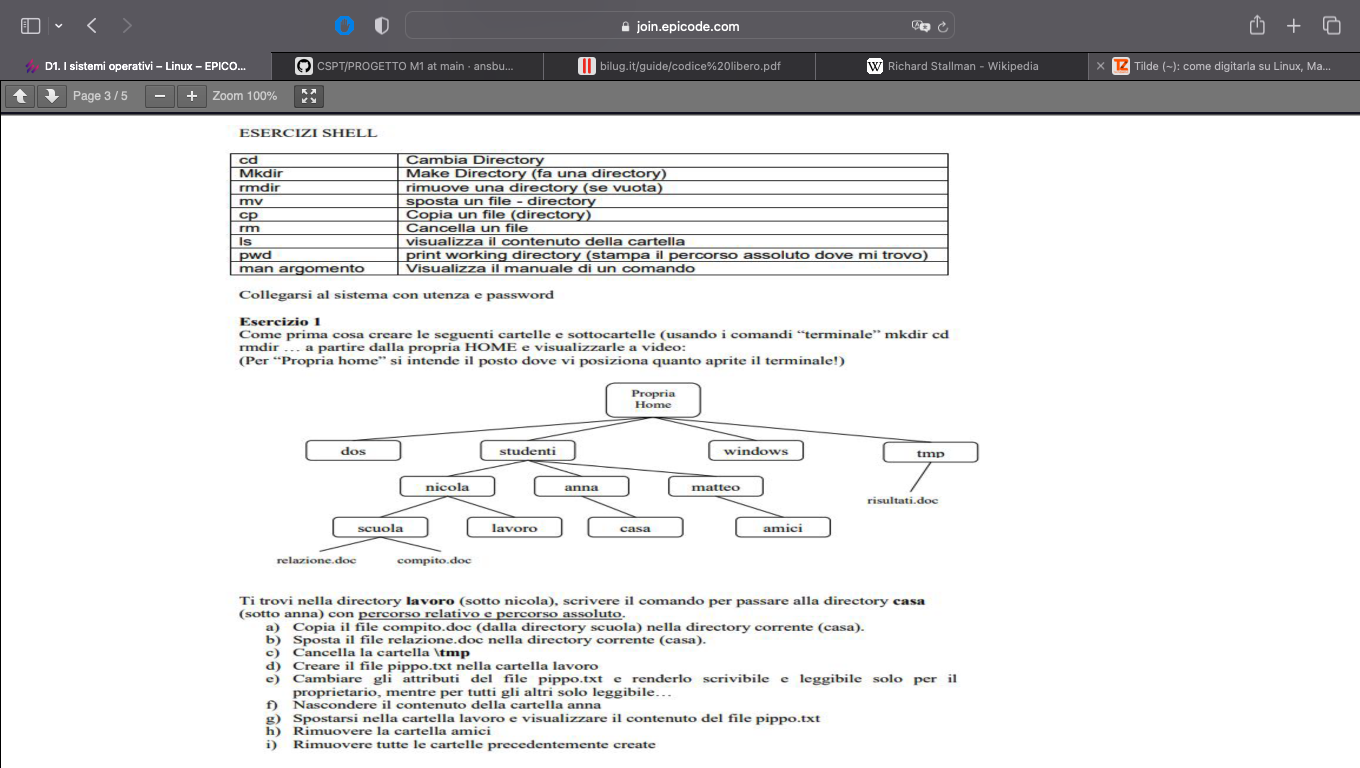 join.epicode.com
D1. I sistemi operativi – Linux – EPICO...
CSPT/PROGETTO M1 at main · ansbu...
bilug.it/guide/codice%20libero.pdf
W Richard Stallman - Wikipedia
TZ Tilde (~): come digitarla su Linux, Ma...
Page 3 / 5
Zoom 100%
ESERCIZI SHELL
cd Cambia Directory
Mkdir Make Directory (fa una directory)
rmdir rimuove una directory (se vuota)
mv sposta un file - directory
cp Copia un file (directory)
rm Cancella un file
ls visualizza il contenuto della cartella
pwd print working directory (stampa il percorso assoluto dove mi trovo)
man argomento Visualizza il manuale di un comando
Collegarsi al sistema con utenza e password
Esercizio 1
Come prima cosa creare le seguenti cartelle e sottocartelle (usando i comandi “terminale” mkdir cd
rmdir … a partire dalla propria HOME e visualizzarle a video:
(Per “Propria home” si intende il posto dove vi posiziona quanto aprite il terminale!)
Propria
Home
dos studenti windows tmp
nicola anna matteo
risultati.doc
scuola lavoro casa amici
relazione.doc compito.doc
Ti trovi nella directory lavoro (sotto nicola), scrivere il comando per passare alla directory casa
(sotto anna) con percorso relativo e percorso assoluto.
a) Copia il file compito.doc (dalla directory scuola) nella directory corrente (casa).
b) Sposta il file relazione.doc nella directory corrente (casa).
c) Cancella la cartella \tmp
d) Creare il file pippo.txt nella cartella lavoro
e) Cambiare gli attributi del file pippo.txt e renderlo scrivibile e leggibile solo per il
proprietario, mentre per tutti gli altri solo leggibile…
f) Nascondere il contenuto della cartella anna
g) Spostarsi nella cartella lavoro e visualizzare il contenuto del file pippo.txt
h) Rimuovere la cartella amici
i) Rimuovere tutte le cartelle precedentemente create